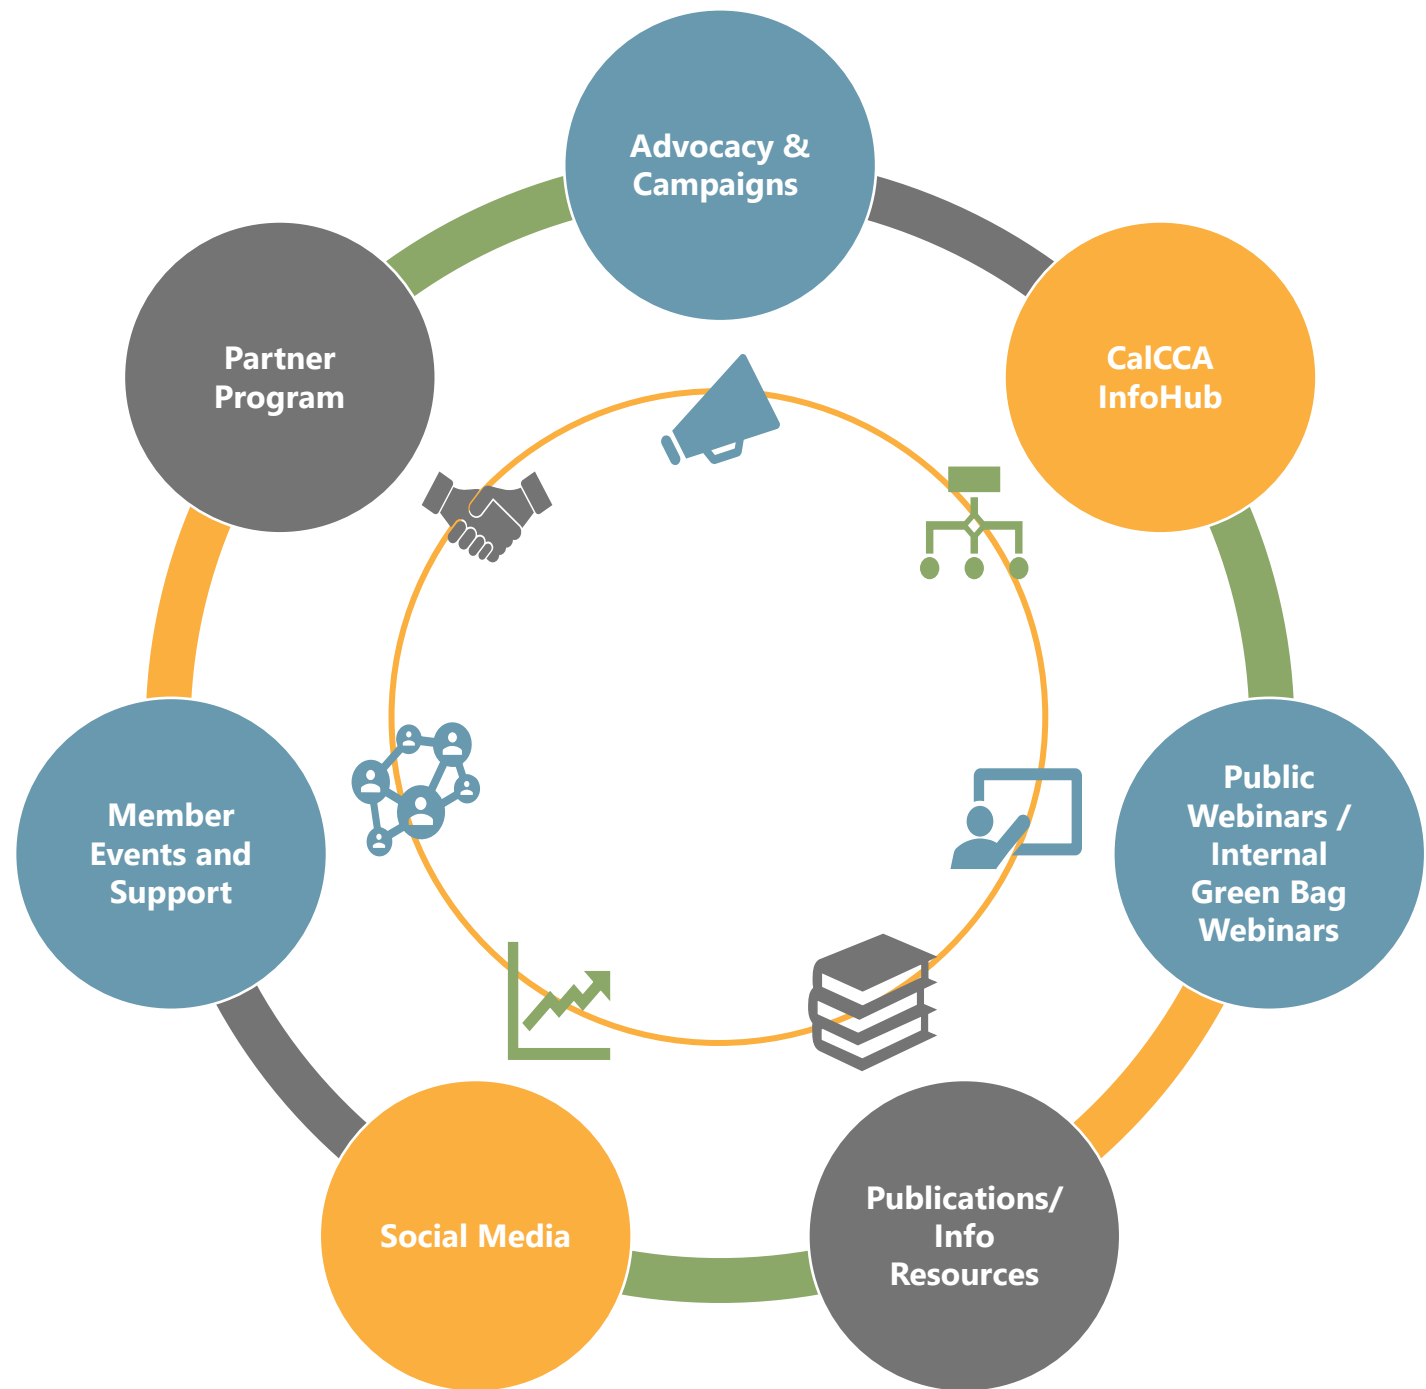 Advocacy &
Campaigns
CalCCA
InfoHub
Public
Webinars /
Internal
Green Bag
Webinars
Publications/
Info
Resources
Social Media
Member
Events and
Support
Partner
Program